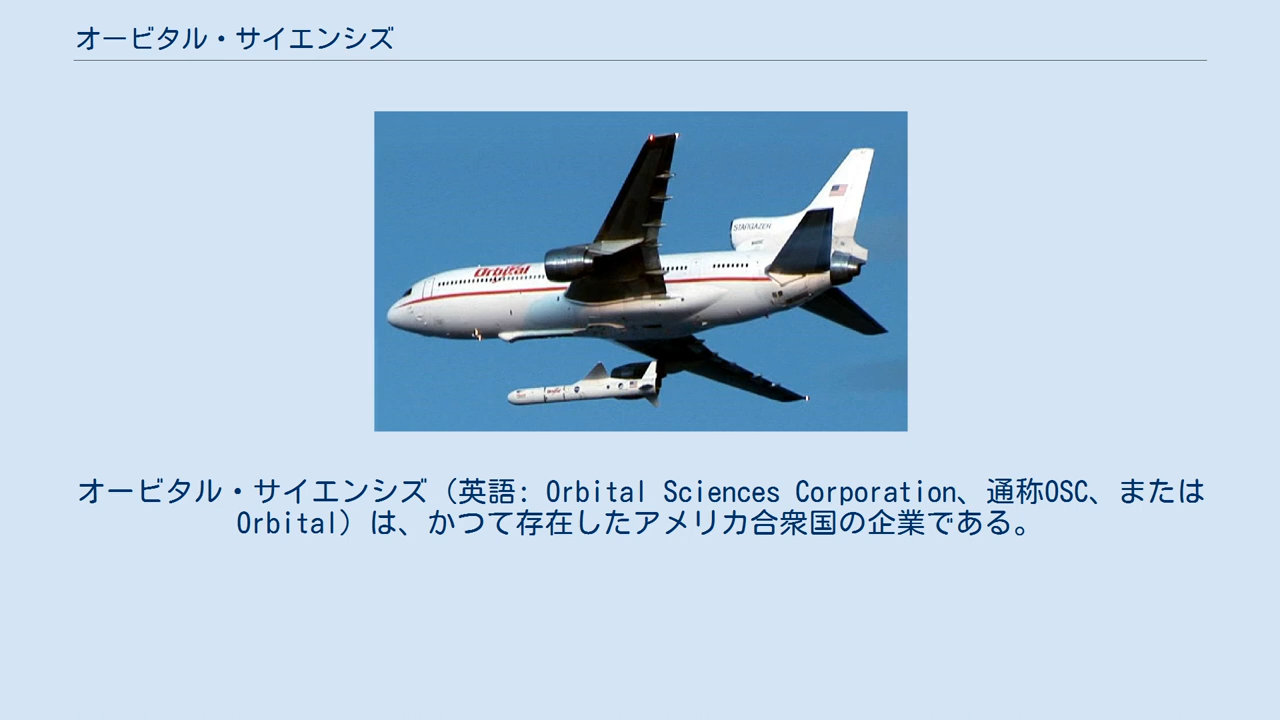 オービタル・サイエンシズ
Orbital
STARGAZER
オービタル・サイエンシズ（英語: Orbital Sciences Corporation、通称OSC、または
Orbital）は、かつて存在したアメリカ合衆国の企業である。